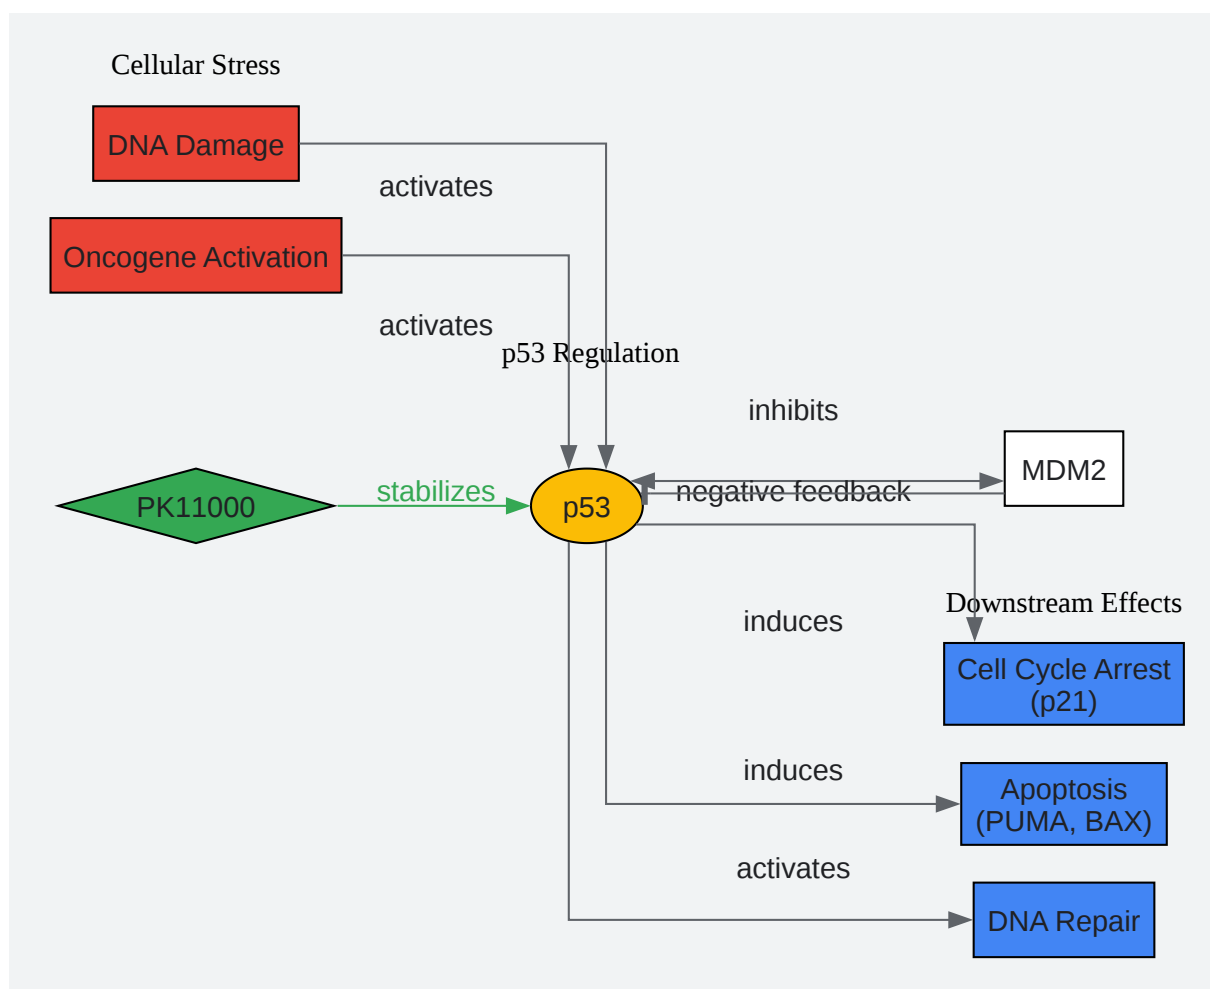 Cellular Stress
DNA Damage
activates
Oncogene Activation
activates
p53 Regulation
inhibits
MDM2
negative feedback
PK11000
stabilizes
p53
Downstream Effects
induces
Cell Cycle Arrest
(p21)
induces
Apoptosis
(PUMA, BAX)
activates
DNA Repair